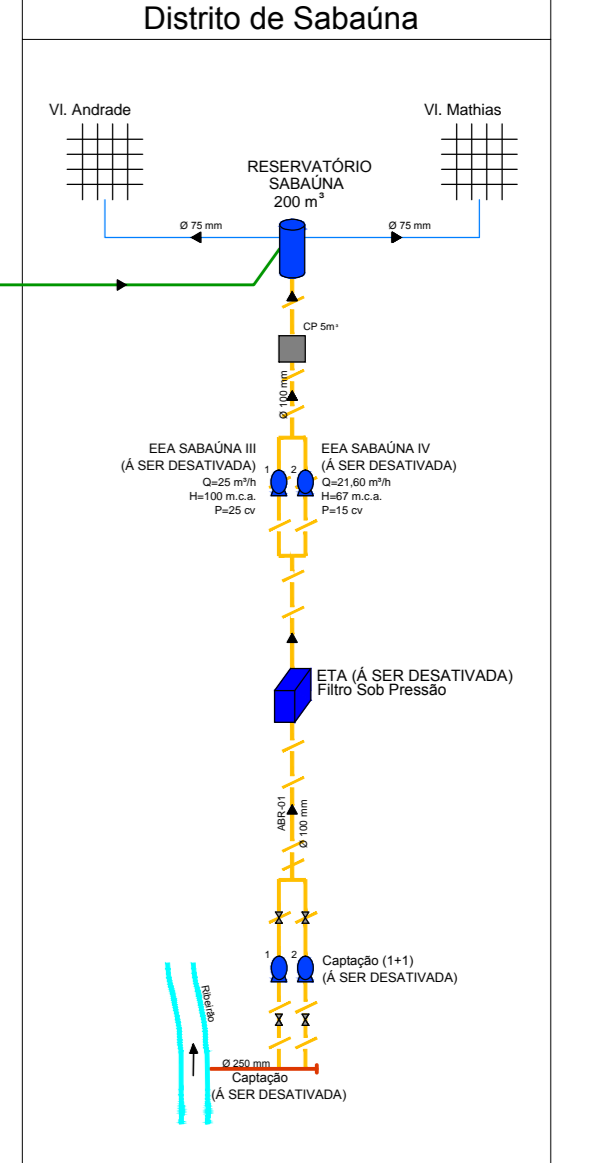 Distrito de Sabaúna
Vl. Andrade
Vl. Mathias
RESERVATÓRIO
SABAÚNA
200 m³
Ø 75 mm
Ø 75 mm
CP 5m³
Ø 100 mm
EEA SABAÚNA III
(Á SER DESATIVADA)
Q=25 m³/h
H=100 m.c.a.
P=25 cv
1
2
EEA SABAÚNA IV
(Á SER DESATIVADA)
Q=21,60 m³/h
H=67 m.c.a.
P=15 cv
ETA (Á SER DESATIVADA)
Filtro Sob Pressão
ABR-01
Ø 100 mm
1
2
Captação (1+1)
(Á SER DESATIVADA)
Ribeirão
Ø 250 mm
Captação
(Á SER DESATIVADA)